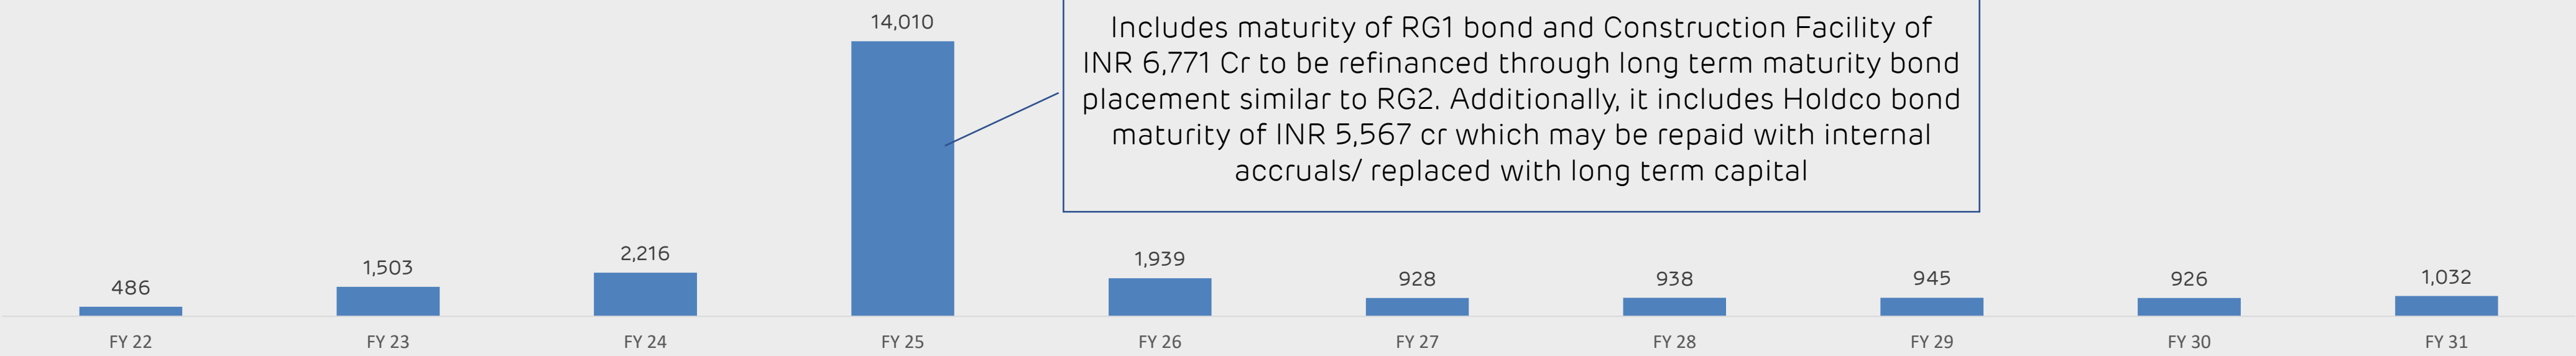 14,010
Includes maturity of RG1 bond and Construction Facility of
INR 6,771 Cr to be refinanced through long term maturity bond
placement similar to RG2. Additionally, it includes Holdco bond
maturity of INR 5,567 cr which may be repaid with internal
accruals/ replaced with long term capital
486
1,503
2,216
1,939
928
938
945
926
1,032
FY 22
FY 23
FY 24
FY 25
FY 26
FY 27
FY 28
FY 29
FY 30
FY 31